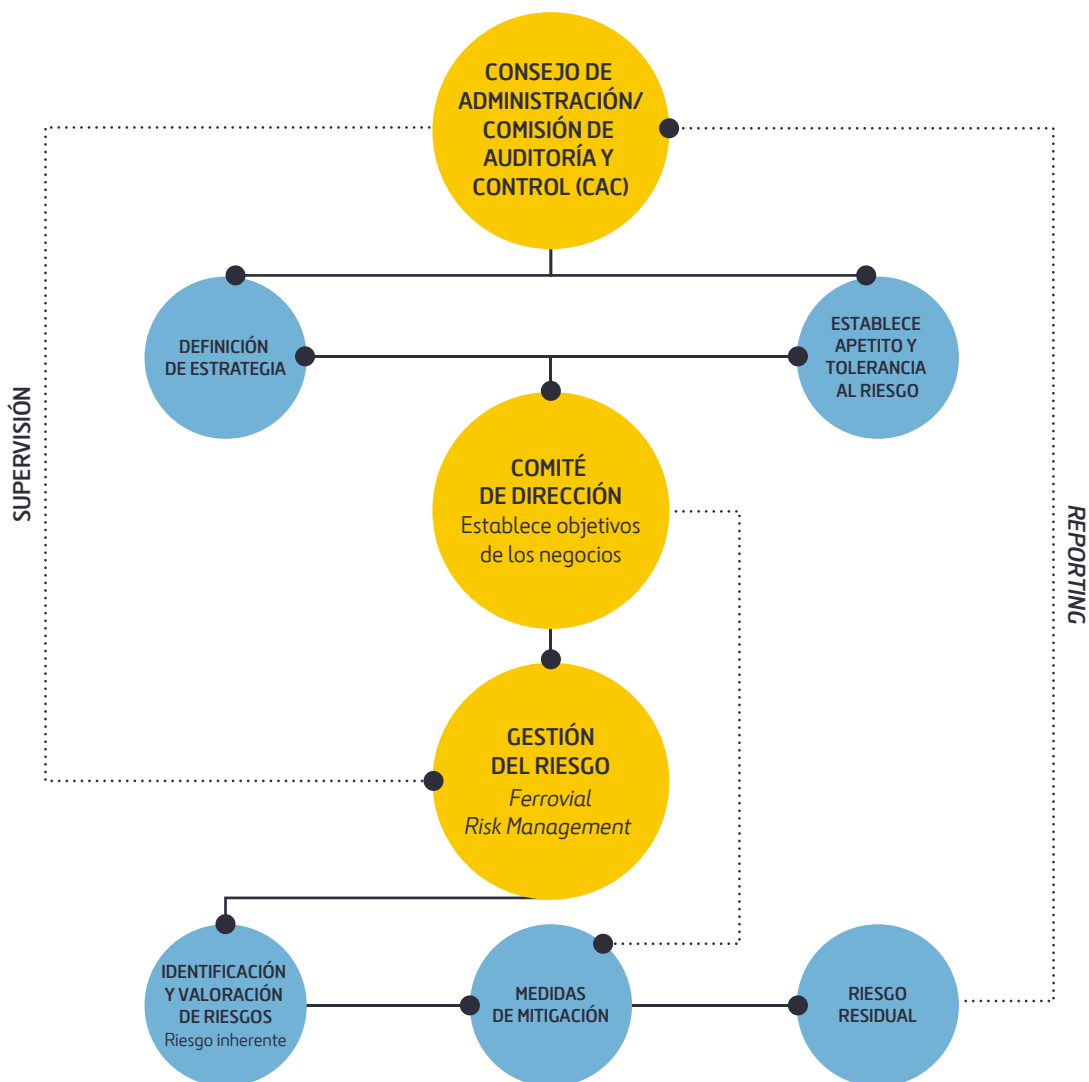 CONSEJO DE
ADMINISTRACIÓN/
COMISIÓN DE
AUDITORÍA Y
CONTROL (CAC)
DEFINICIÓN
DE ESTRATEGIA
ESTABLECE
APETITO Y
TOLERANCIA
AL RIESGO
SUPERVISIÓN
COMITÉ
DE DIRECCIÓN
Establece objetivos
de los negocios
REPORTING
GESTIÓN
DEL RIESGO
Ferrovial
Risk Management
IDENTIFICACIÓN
Y VALORACIÓN
DE RIESGOS
Riesgo inherente
MEDIDAS
DE MITIGACIÓN
RIESGO
RESIDUAL